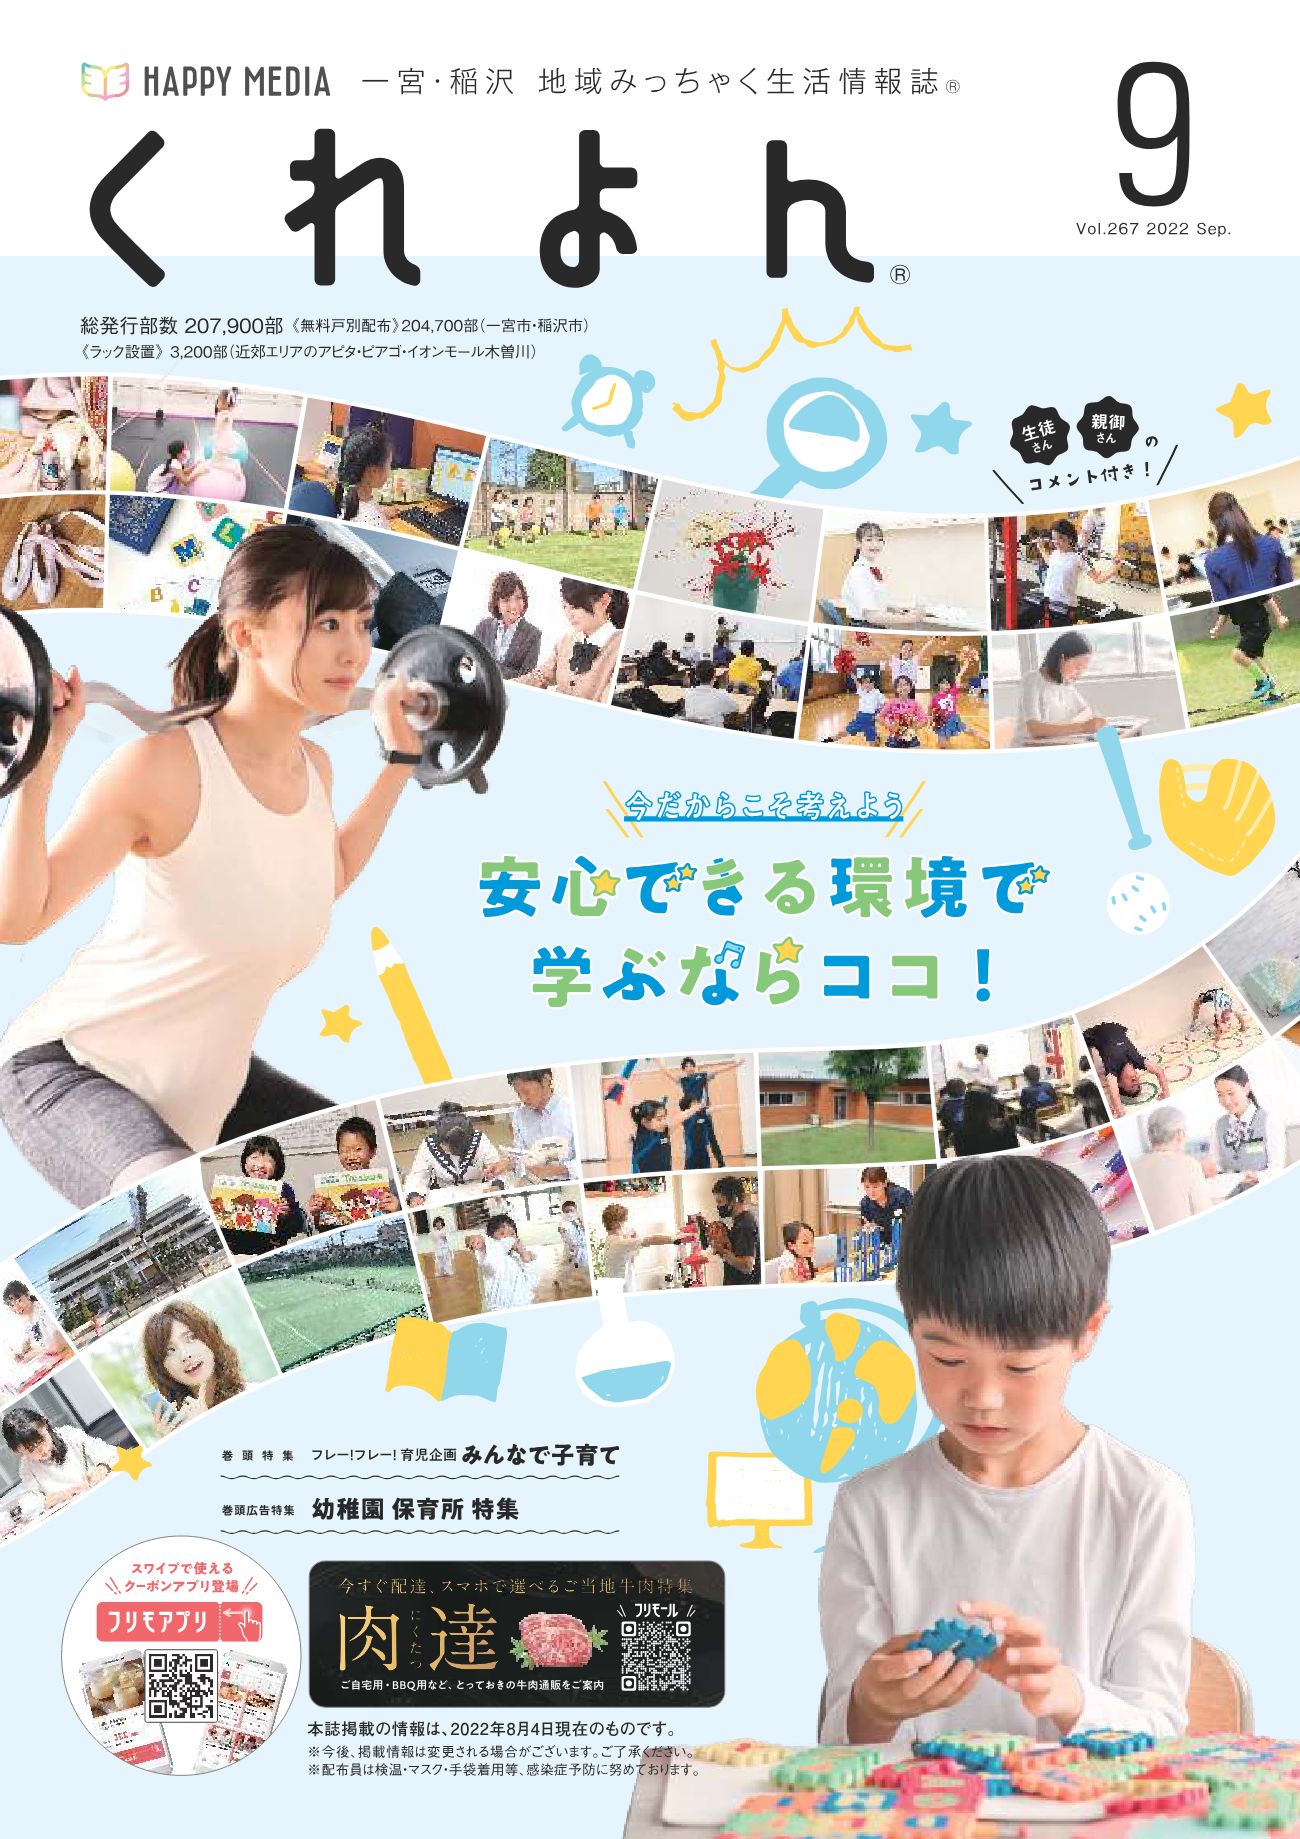 HAPPY MEDIA 一宮・稲沢 地域みっちゃく生活情報誌®
くれよん®
9
Vol.267 2022 Sep.
総発行部数 207,900部《無料戸別配布》204,700部(一宮市・稲沢市)
《ラック設置》3,200部(近郊エリアのアピタ・ピアゴ・イオンモール木曽川)
生徒さん 親御さん の
コメント付き!
今だからこそ考えよう
安心できる環境で
学ぶならココ!
巻頭特集 フレー!フレー! 育児企画 みんなで子育て
巻頭広告特集 幼稚園 保育所 特集
スワイプで使える
クーポンアプリ登場
フリモアプリ
今すぐ配達、スマホで選べるご当地牛肉特集
肉達
にくたつ
フリモール
ご自宅用・BBQ用など、とっておきの牛肉通販をご案内
本誌掲載の情報は、2022年8月4日現在のものです。
※今後、掲載情報は変更される場合がございます。ご了承ください。
※配布員は検温・マスク・手袋着用等、感染症予防に努めております。